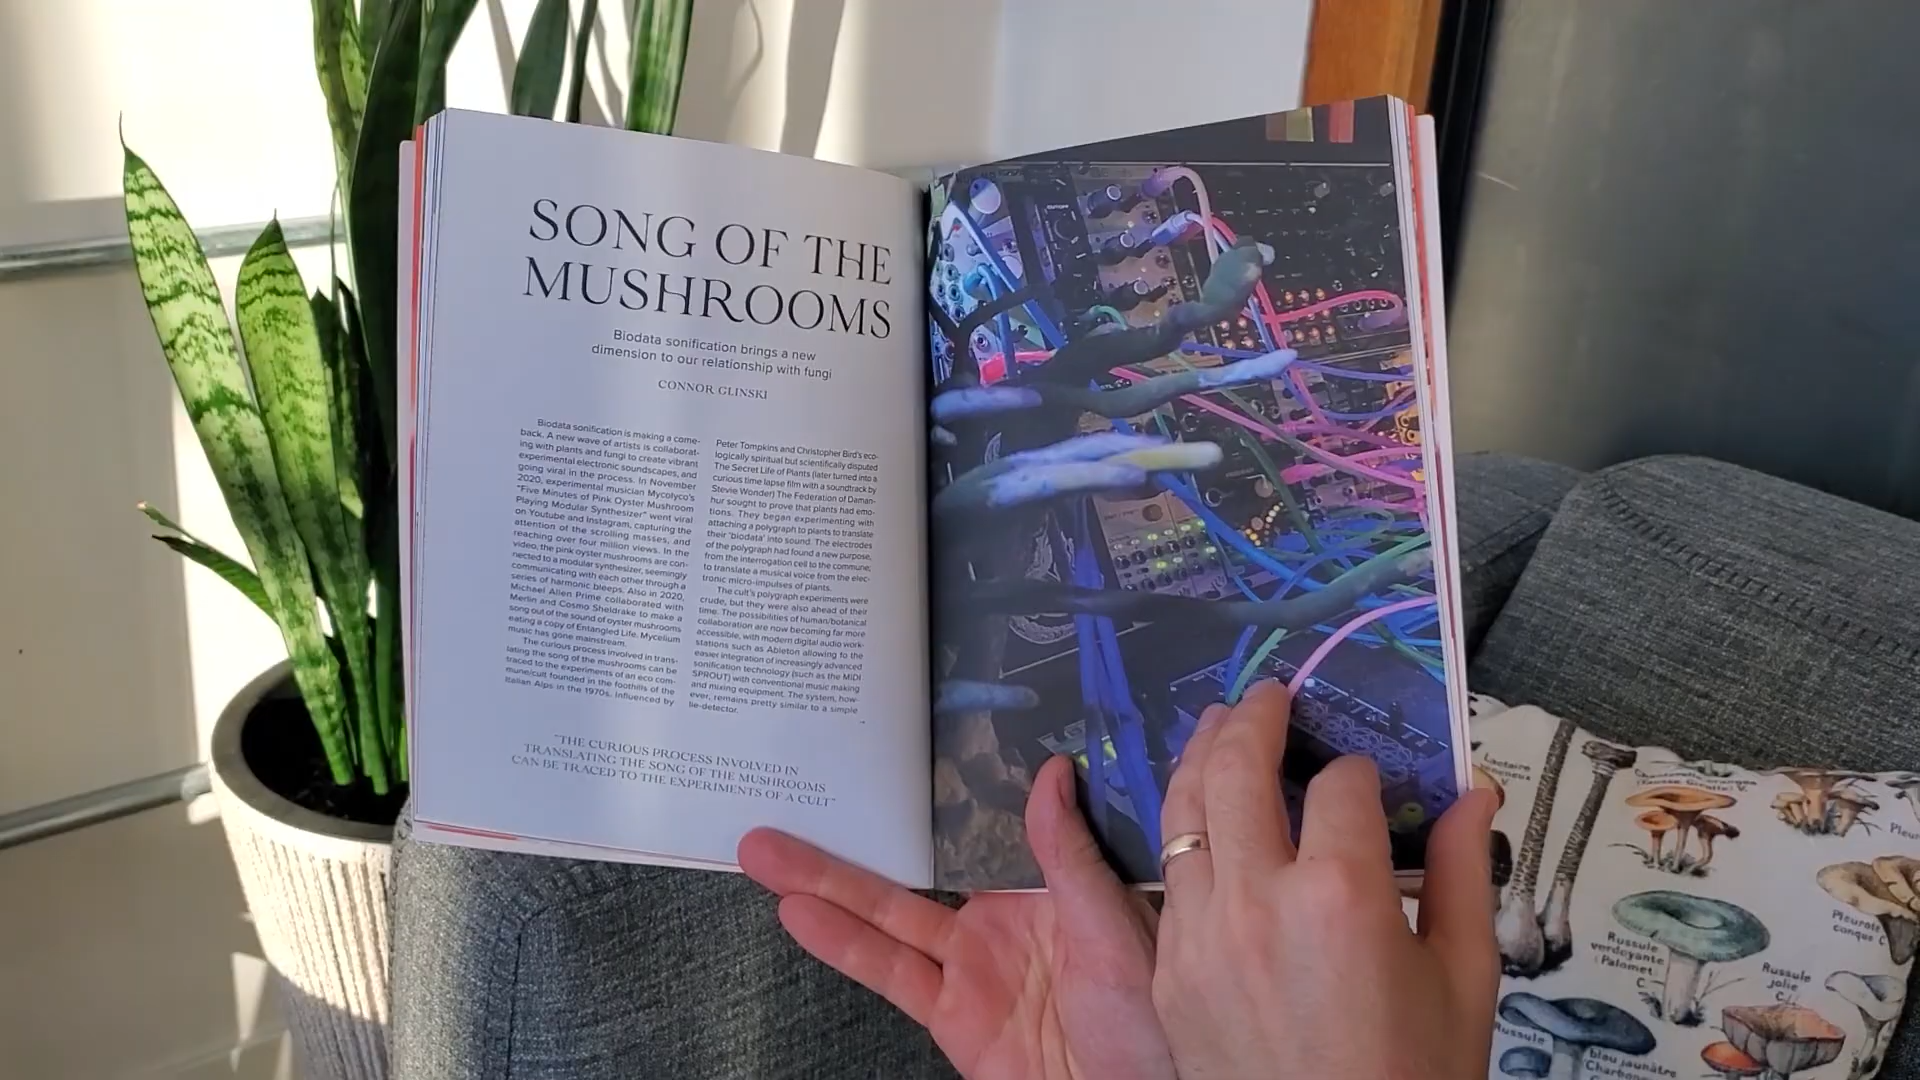 SONG OF THE
MUSHROOMS
Biodata sonification brings a new
dimension to our relationship with fungi
CONNOR GLINSKI
Biodata sonification is making a come-
back. A new wave of artists is collaborat-
ing with plants and fungi to create vibrant
experimental electronic soundscapes, and
going viral in the process. In November
2020, experimental musician Mycolyco's
"Five Minutes of Pink Oyster Mushroom
Playing Modular Synthesizer" went viral
on Youtube and Instagram, capturing the
attention of the scrolling masses, and
reaching over four million views. In the
video, the pink oyster mushrooms are con-
nected to a modular synthesizer, seemingly
communicating with each other through a
series of harmonic bleeps. Also in 2020,
Michael Allen Prime collaborated with
Merlin and Cosmo Sheldrake to make a
song out of the sound of oyster mushrooms
eating a copy of Entangled Life. Mycelium
music has gone mainstream.
The curious process involved in trans-
lating the song of the mushrooms can be
traced to the experiments of an eco com-
mune/cult founded in the foothills of the
Italian Alps in the 1970s. Influenced by
Peter Tompkins and Christopher Bird's eco-
logically spiritual but scientifically disputed
The Secret Life of Plants (later turned into a
curious time lapse film with a soundtrack by
Stevie Wonder) The Federation of Daman-
hur sought to prove that plants had emo-
tions. They began experimenting with
attaching a polygraph to plants to translate
their 'biodata' into sound. The electrodes
of the polygraph had found a new purpose,
from the interrogation cell to the commune,
to translate a musical voice from the elec-
tronic micro-impulses of plants.
The cult's polygraph experiments were
crude, but they were also ahead of their
time. The possibilities of human/botanical
collaboration are now becoming far more
accessible, with modern digital audio work-
stations such as Ableton allowing to the
easier integration of increasingly advanced
sonification technology (such as the MIDI
SPROUT) with conventional music making
and mixing equipment. The system, how-
ever, remains pretty similar to a simple
lie-detector.
"THE CURIOUS PROCESS INVOLVED IN
TRANSLATING THE SONG OF THE MUSHROOMS
CAN BE TRACED TO THE EXPERIMENTS OF A CULT"
Lactaire
V
Pleurote
conque C
Russule
verdoyante
(Palomet)
C
Russule
jolie
C
Russule
bleu jaunâtre